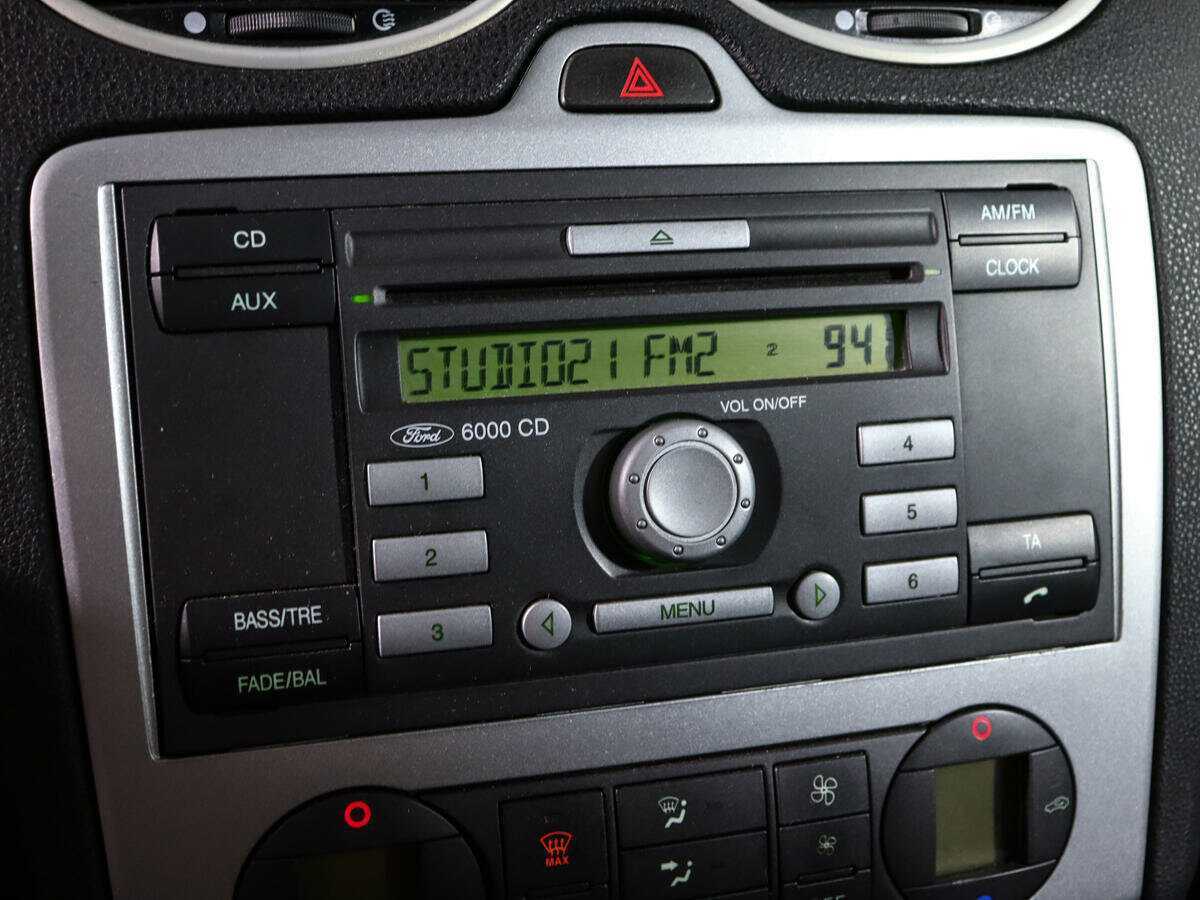 CD
AUX
AM/FM
CLOCK
STUDIO21 FM2 2 941
VOL ON/OFF
Ford 6000 CD
1
2
3
4
5
6
TA
MENU
BASS/TRE
FADE/BAL
MAX